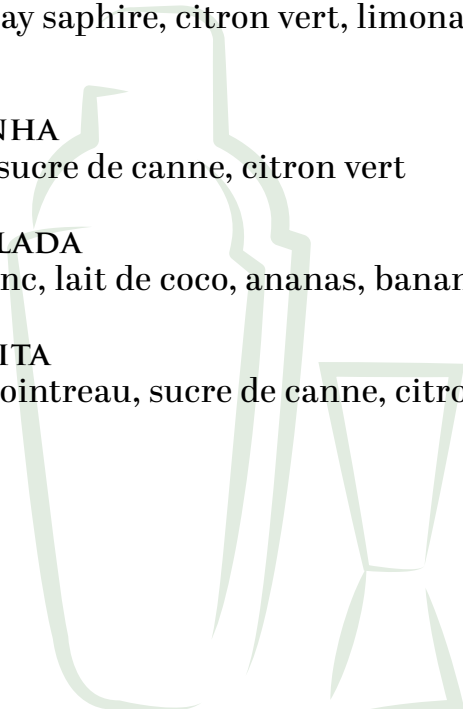 ay saphire, citron vert, limona
NHA
sucre de canne, citron vert
LADA
nc, lait de coco, ananas, banan
ITA
ointreau, sucre de canne, citro